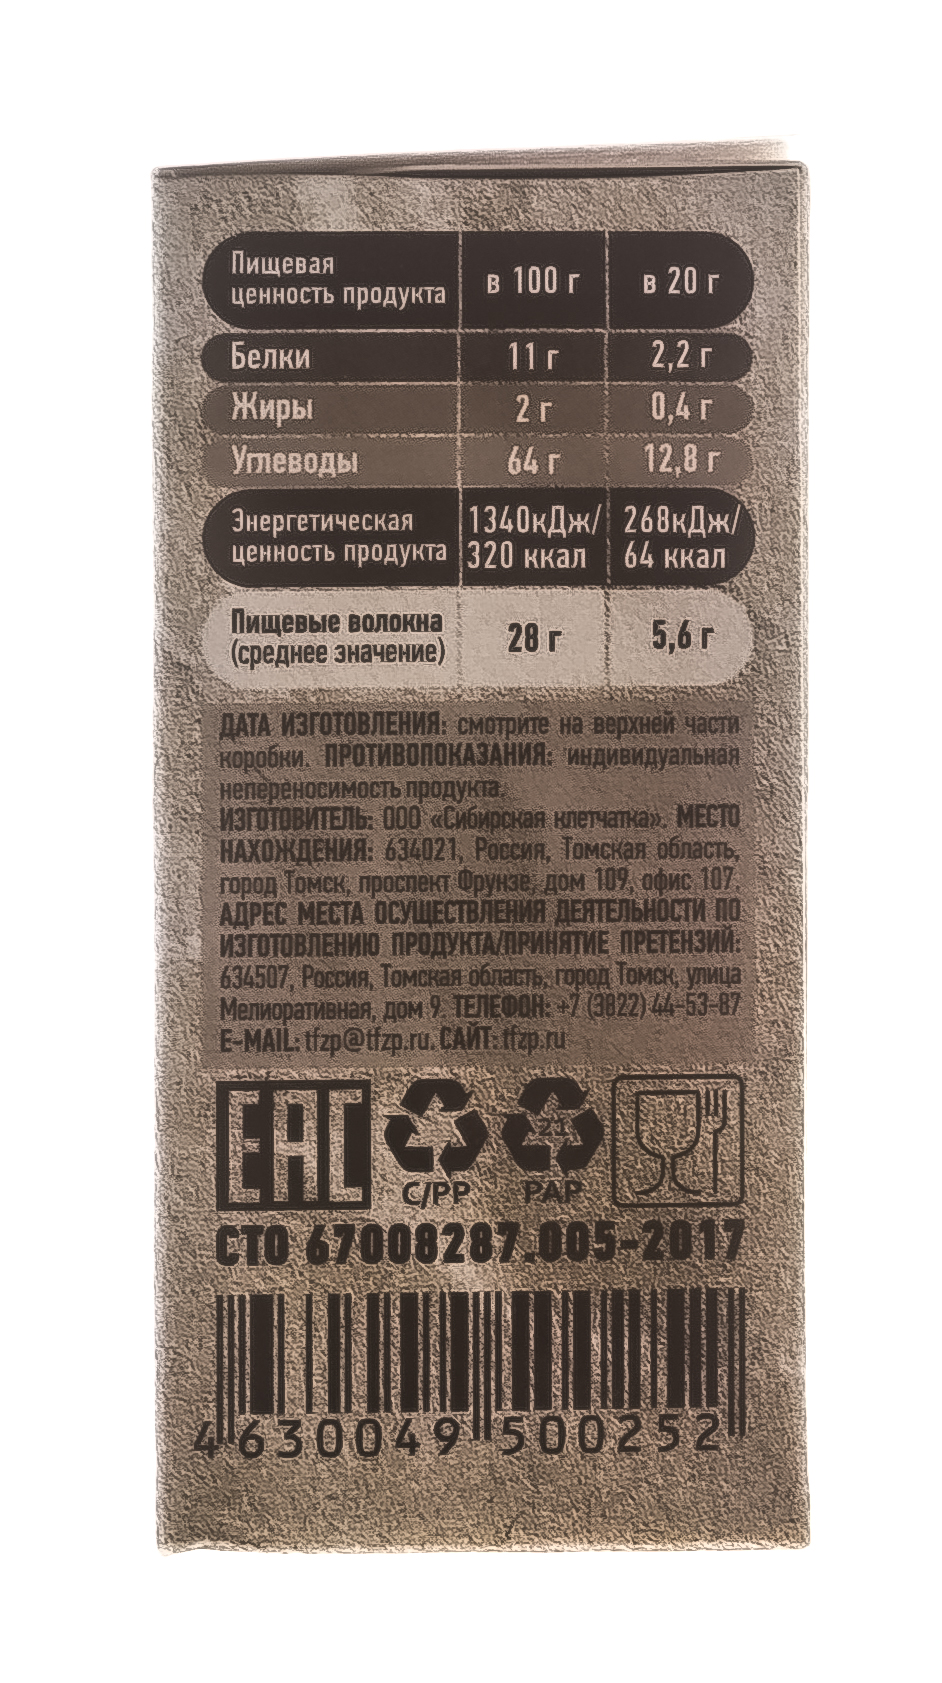 Пищевая
ценность продукта
в 100 г
в 20 г
Белки 11 г 2,2 г
Жиры 2 г 0,4 г
Углеводы 64 г 12,8 г
Энергетическая
ценность продукта
1340кДж/
320 ккал
268кДж/
64 ккал
Пищевые волокна
(среднее значение)
28 г
5,6 г
ДАТА ИЗГОТОВЛЕНИЯ: смотрите на верхней части
коробки. ПРОТИВОПОКАЗАНИЯ: индивидуальная
непереносимость продукта.
ИЗГОТОВИТЕЛЬ: ООО «Сибирская клетчатка». МЕСТО
НАХОЖДЕНИЯ: 634021, Россия, Томская область,
город Томск, проспект Фрунзе, дом 109, офис 107.
АДРЕС МЕСТА ОСУЩЕСТВЛЕНИЯ ДЕЯТЕЛЬНОСТИ ПО
ИЗГОТОВЛЕНИЮ ПРОДУКТА/ПРИНЯТИЕ ПРЕТЕНЗИЙ:
634507, Россия, Томская область, город Томск, улица
Мелиоративная, дом 9. ТЕЛЕФОН: +7 (3822) 44-53-87
E-MAIL: tfzp@tfzp.ru. САЙТ: tfzp.ru
EAC
C/PP
21
PAP
СТО 67008287.005-2017
4 630049 500252